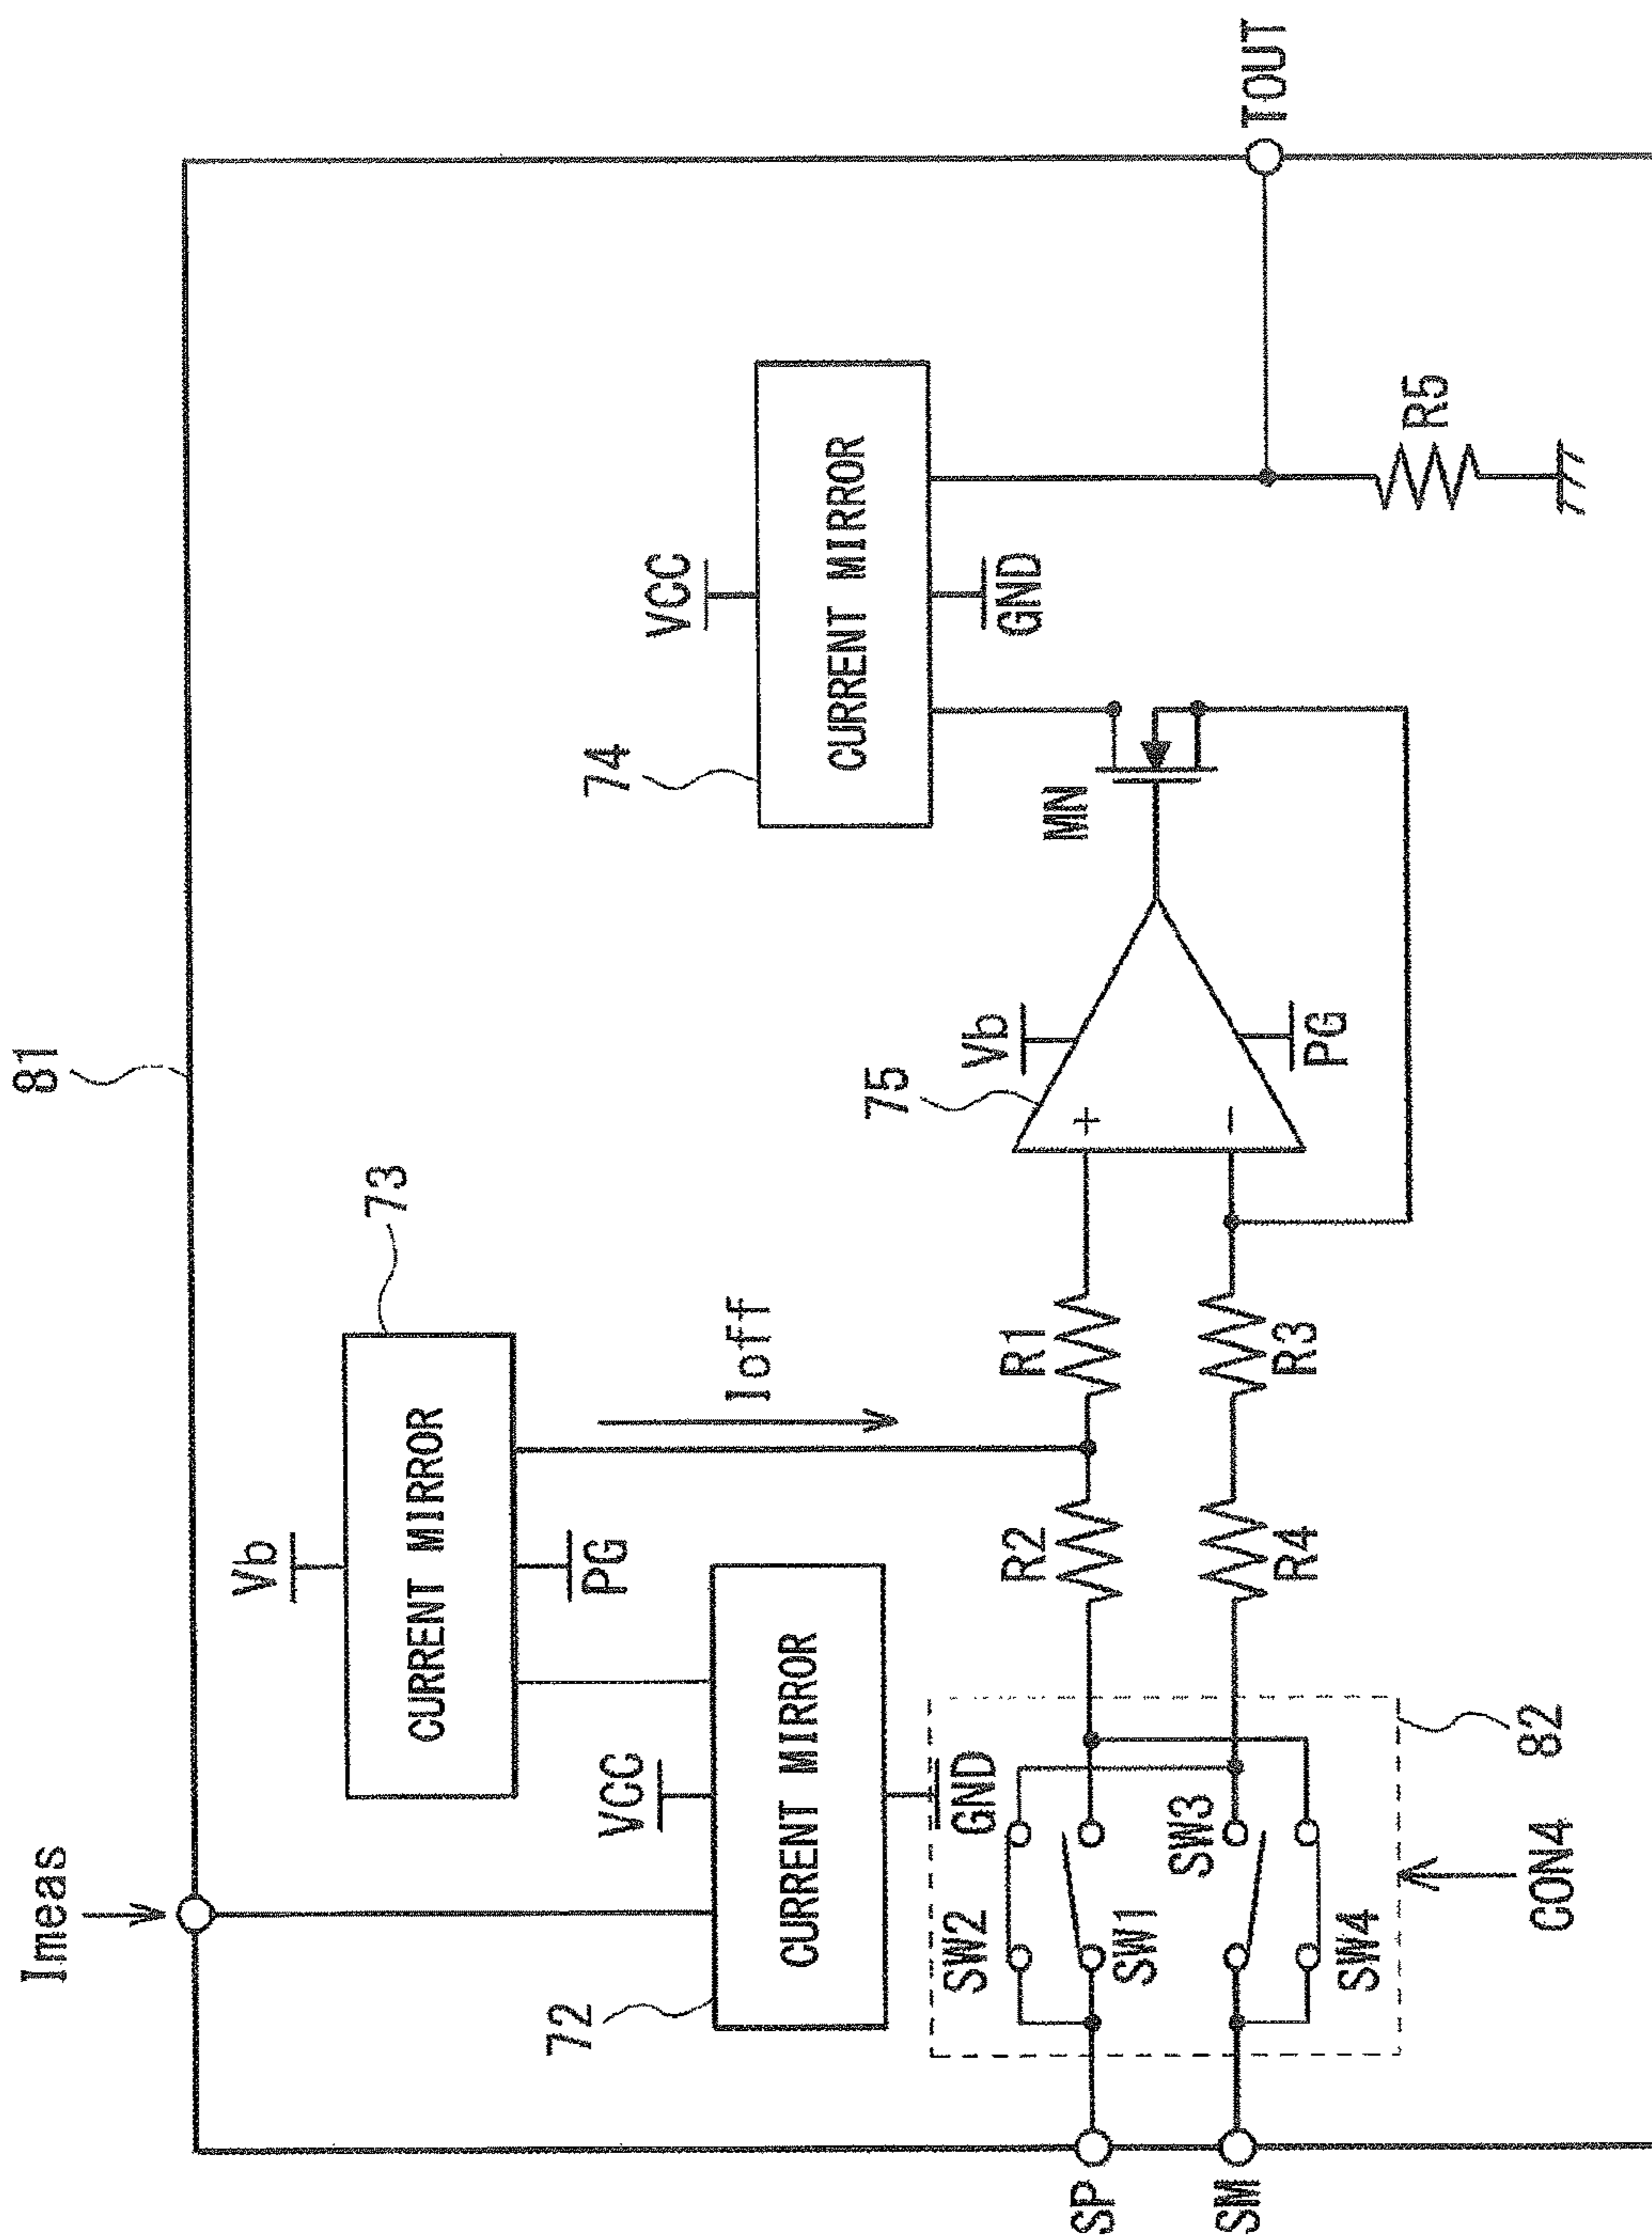 81
Imeas
Vb
73
CURRENT MIRROR
PG
Ioff
VCC
72
CURRENT MIRROR
GND
VCC
74
CURRENT MIRROR
GND
MN
Vb
75
+
−
PG
R2
R1
R4
R3
SW2
SW1
SW3
SW4
82
CON4
SP
SM
R5
TOUT